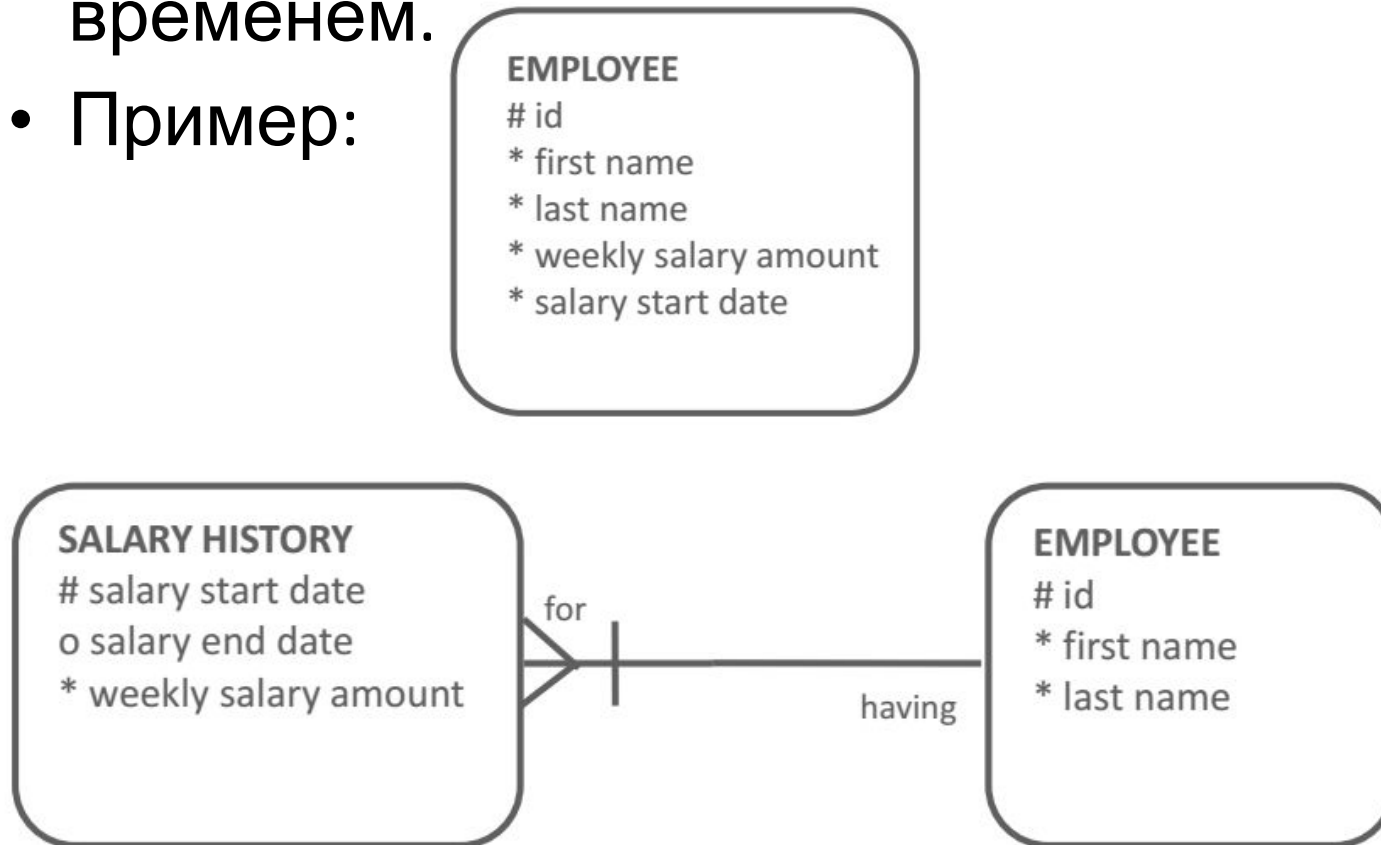 временем.
• Пример:
EMPLOYEE
# id
* first name
* last name
* weekly salary amount
* salary start date
SALARY HISTORY
# salary start date
o salary end date
* weekly salary amount
for
having
EMPLOYEE
# id
* first name
* last name